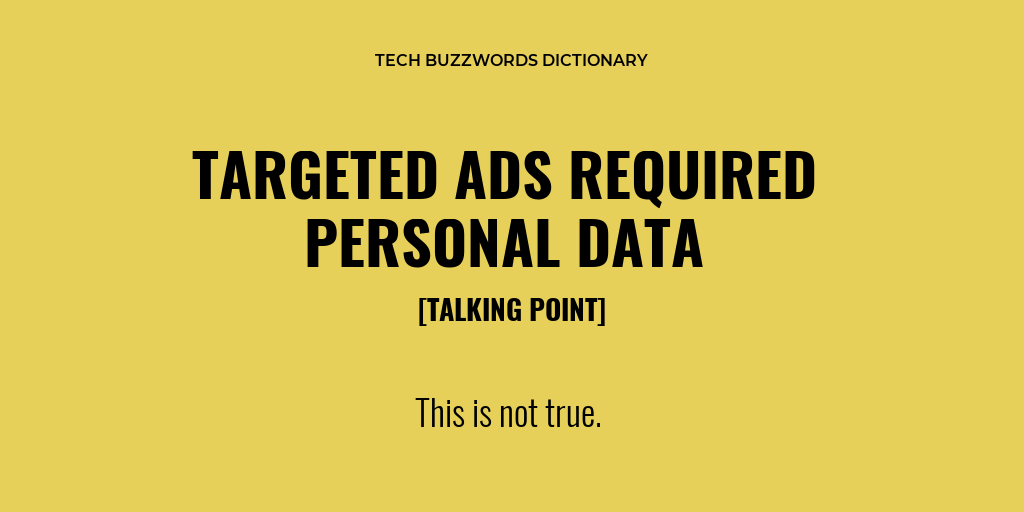 TECH BUZZWORDS DICTIONARY
TARGETED ADS REQUIRED
PERSONAL DATA
[TALKING POINT]
This is not true.